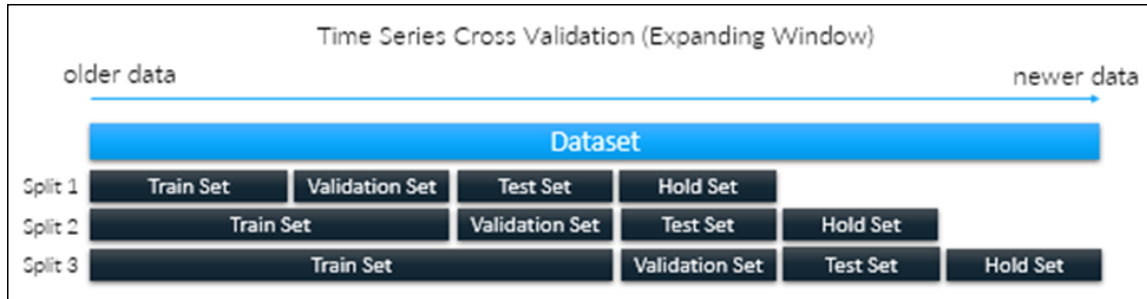 Time Series Cross Validation (Expanding Window)
older data newer data
Dataset
Split 1 Train Set Validation Set Test Set Hold Set
Split 2 Train Set Validation Set Test Set Hold Set
Split 3 Train Set Validation Set Test Set Hold Set